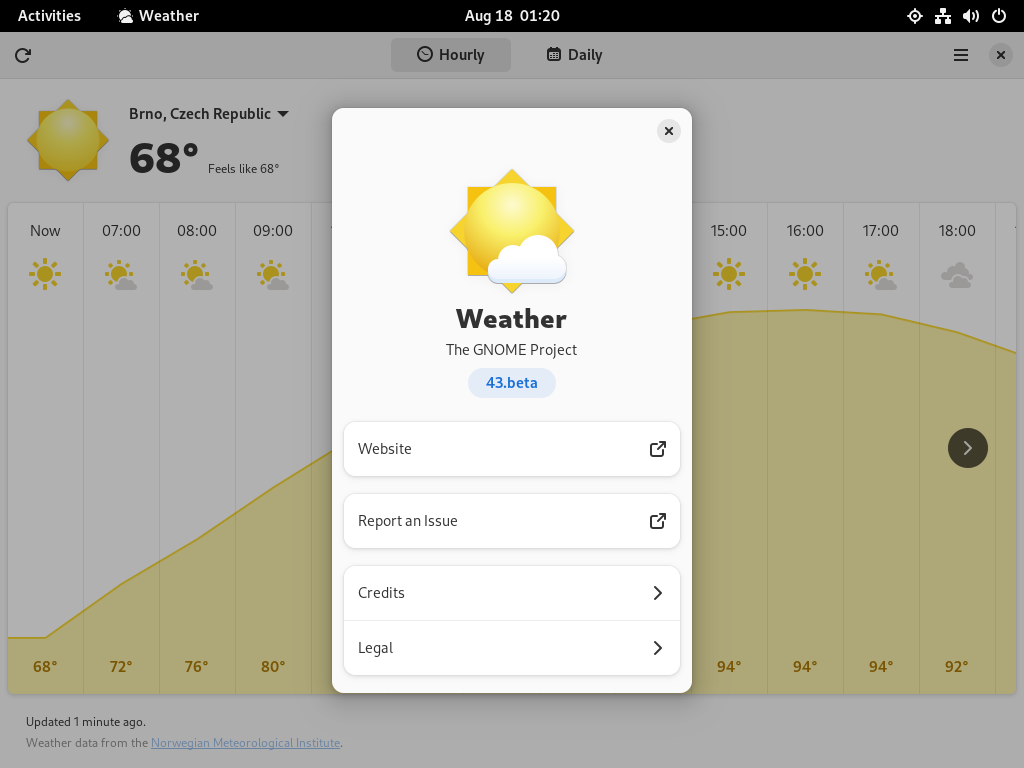 Activities Weather Aug 18 01:20
Hourly Daily
Brno, Czech Republic
68° Feels like 68°
Now 07:00 08:00 09:00 15:00 16:00 17:00 18:00
Weather
The GNOME Project
43.beta
Website
Report an Issue
Credits
Legal
68° 72° 76° 80° 94° 94° 94° 92°
Updated 1 minute ago.
Weather data from the Norwegian Meteorological Institute.